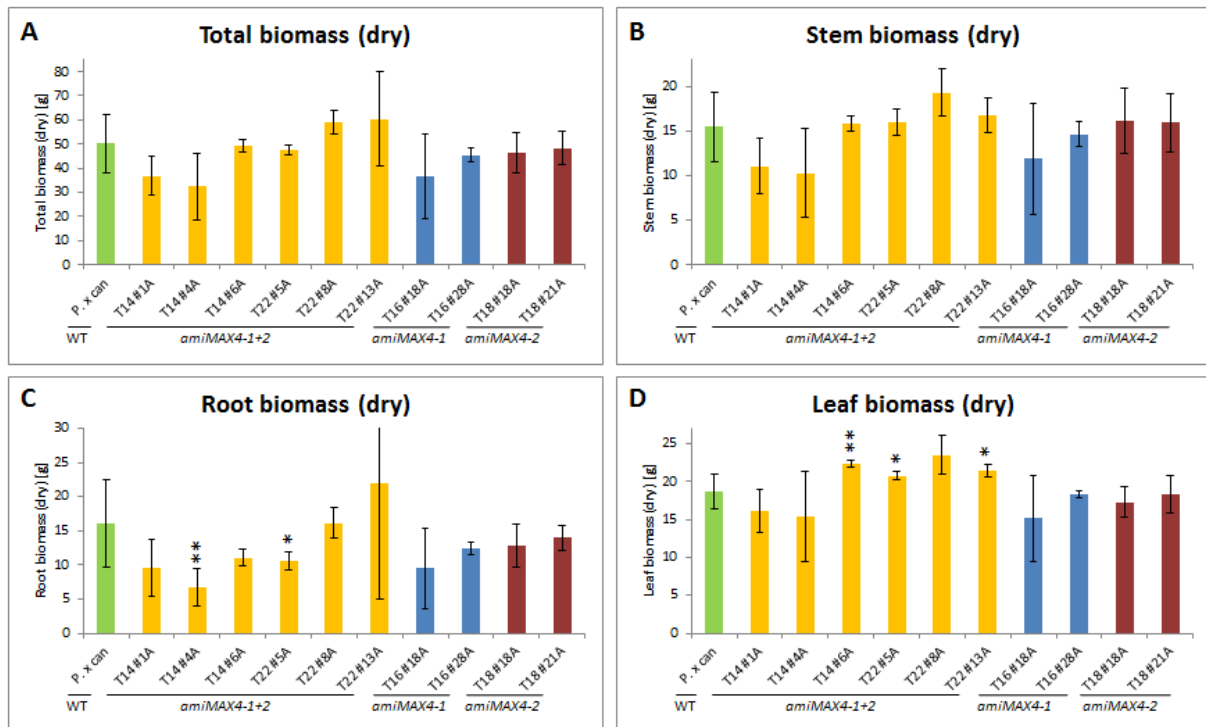 A
Total biomass (dry)
Total biomass (dry) [g]
80
70
60
50
40
30
20
10
0
P. x can
T14 #1A
T14 #4A
T14 #6A
T22 #5A
T22 #8A
T22 #13A
T16 #18A
T16 #28A
T18 #18A
T18 #21A
WT amiMAX4-1+2 amiMAX4-1 amiMAX4-2
B
Stem biomass (dry)
Stem biomass (dry) [g]
20
15
10
5
0
P. x can
T14 #1A
T14 #4A
T14 #6A
T22 #5A
T22 #8A
T22 #13A
T16 #18A
T16 #28A
T18 #18A
T18 #21A
WT amiMAX4-1+2 amiMAX4-1 amiMAX4-2
C
Root biomass (dry)
Root biomass (dry) [g]
30
25
20
15
10
5
0
**
*
P. x can
T14 #1A
T14 #4A
T14 #6A
T22 #5A
T22 #8A
T22 #13A
T16 #18A
T16 #28A
T18 #18A
T18 #21A
WT amiMAX4-1+2 amiMAX4-1 amiMAX4-2
D
Leaf biomass (dry)
Leaf biomass (dry) [g]
25
20
15
10
5
0
**
*
*
P. x can
T14 #1A
T14 #4A
T14 #6A
T22 #5A
T22 #8A
T22 #13A
T16 #18A
T16 #28A
T18 #18A
T18 #21A
WT amiMAX4-1+2 amiMAX4-1 amiMAX4-2